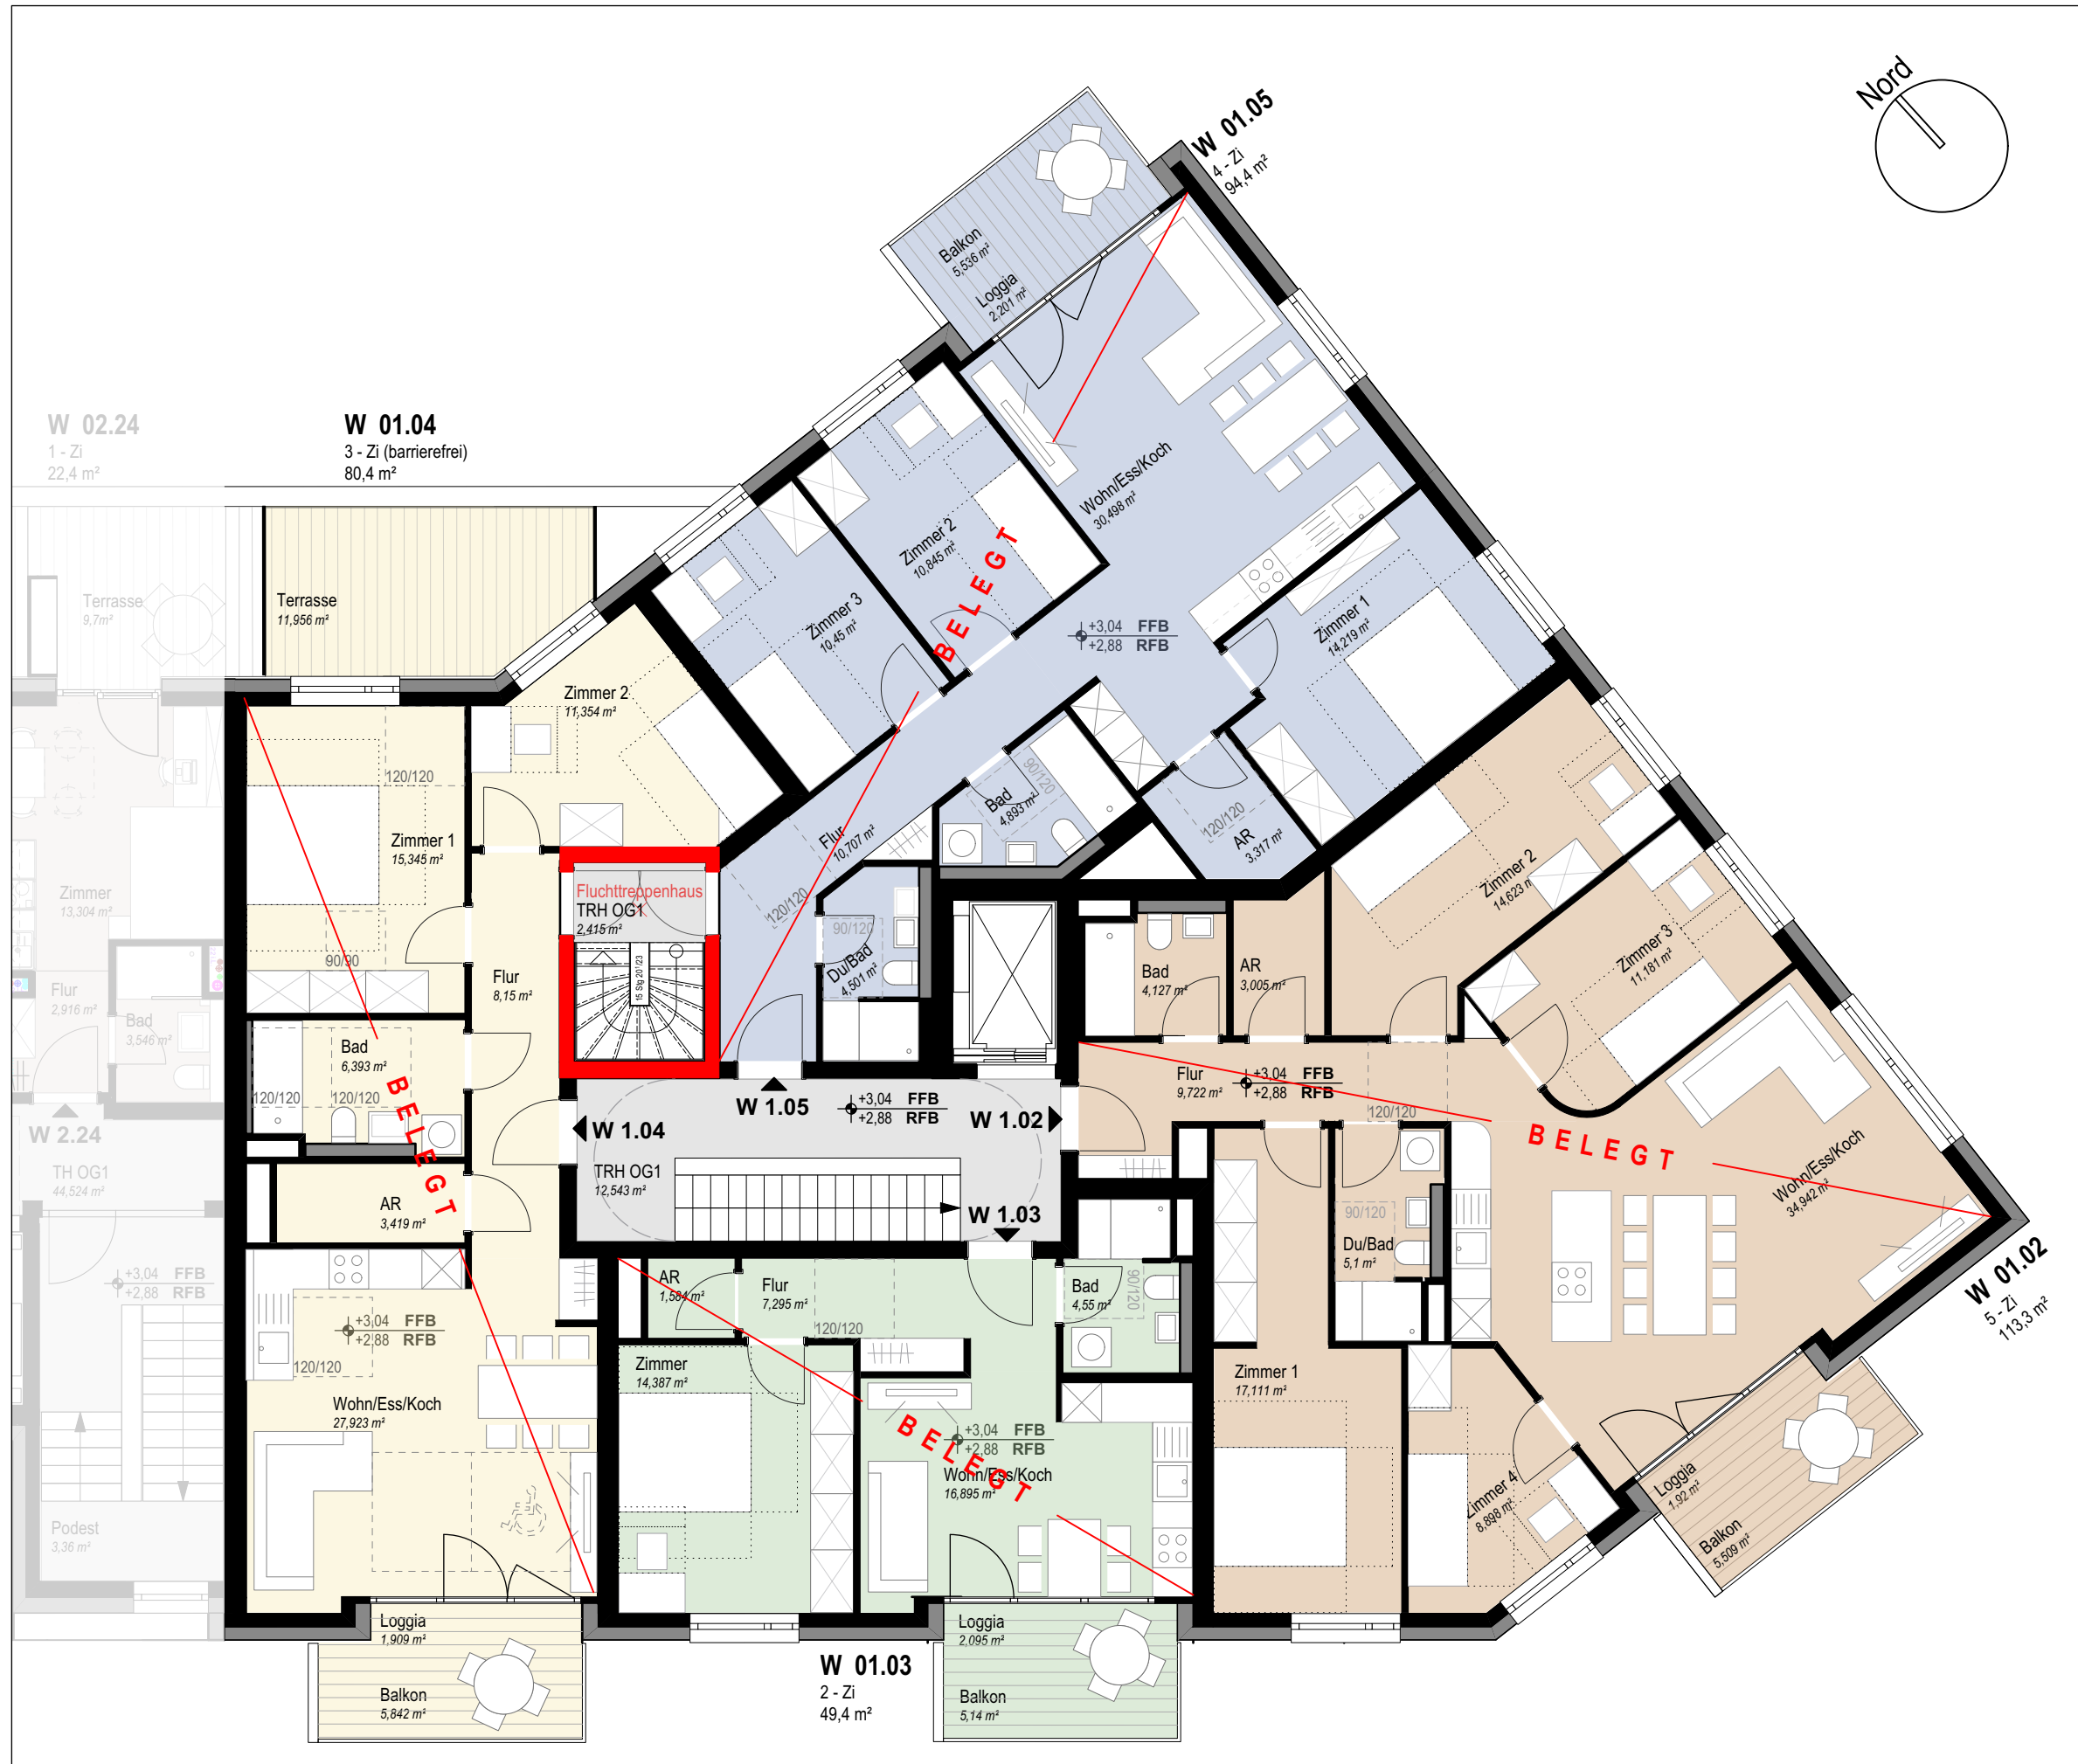 Nord
W 01.05
4 - Zi
94,4 m²
Balkon
5,536 m²
Loggia
2,201 m²
Wohn/Ess/Koch
30,498 m²
Zimmer 2
10,845 m²
Zimmer 3
10,45 m²
Zimmer 1
14,219 m²
BELEGT
+3,04 FFB
+2,88 RFB
Bad
4,893 m²
90/120
AR
3,317 m²
120/120
Flur
10,707 m²
120/120
Du/Bad
4,501 m²
90/120
W 02.24
1 - Zi
22,4 m²
W 01.04
3 - Zi (barrierefrei)
80,4 m²
Terrasse
9,7m²
Terrasse
11,956 m²
Zimmer 2
11,354 m²
Zimmer 1
15,345 m²
120/120
90/90
Zimmer
13,304 m²
Flur
2,916 m²
Bad
3,546 m²
W 2.24
TH OG1
44,524 m²
+3,04 FFB
+2,88 RFB
Podest
3,36 m²
Flur
8,15 m²
Fluchttreppenhaus
TRH OG1
2,415 m²
15 Stg 20¹/23
Bad
6,393 m²
120/120
120/120
BELEGT
AR
3,419 m²
+3,04 FFB
+2,88 RFB
120/120
Wohn/Ess/Koch
27,923 m²
Loggia
1,909 m²
Balkon
5,842 m²
W 1.04
W 1.05
+3,04 FFB
+2,88 RFB
W 1.02
TRH OG1
12,543 m²
W 1.03
AR
1,584 m²
Flur
7,295 m²
120/120
Bad
4,55 m²
90/120
Zimmer
14,387 m²
BELEGT
+3,04 FFB
+2,88 RFB
Wohn/Ess/Koch
16,895 m²
Loggia
2,095 m²
Balkon
5,14 m²
W 01.03
2 - Zi
49,4 m²
Bad
4,127 m²
AR
3,005 m²
Zimmer 2
14,623 m
Zimmer 3
11,181 m²
Flur
9,722 m²
+3,04 FFB
+2,88 RFB
120/120
BELEGT
Wohn/Ess/Koch
34,942 m²
90/120
Du/Bad
5,1 m²
Zimmer 1
17,111 m²
Zimmer 4
8,898 m²
Loggia
1,92 m²
Balkon
5,509 m²
W 01.02
5 - Zi
113,3 m²